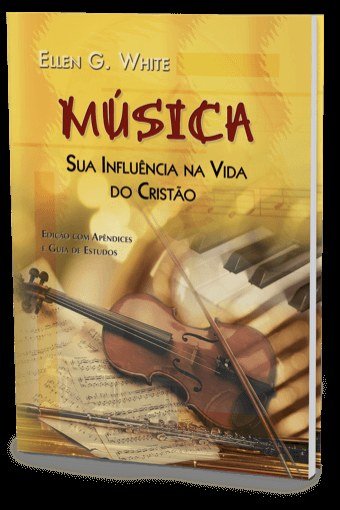 ELLEN G. WHITE
MÚSICA
SUA INFLUÊNCIA NA VIDA
DO CRISTÃO
EDIÇÃO COM APÊNDICES
E GUIA DE ESTUDOS